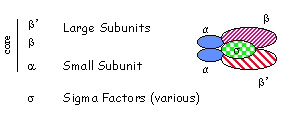 core
β' Large Subunits
β
α Small Subunit
σ Sigma Factors (various)
α β
σ
α
β'